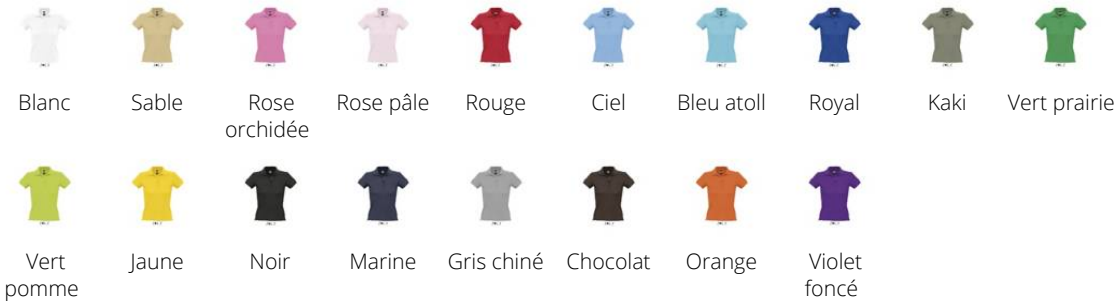 Blanc
Sable
Rose
orchidée
Rose pâle
Rouge
Ciel
Bleu atoll
Royal
Kaki
Vert prairie
Vert
pomme
Jaune
Noir
Marine
Gris chiné
Chocolat
Orange
Violet
foncé